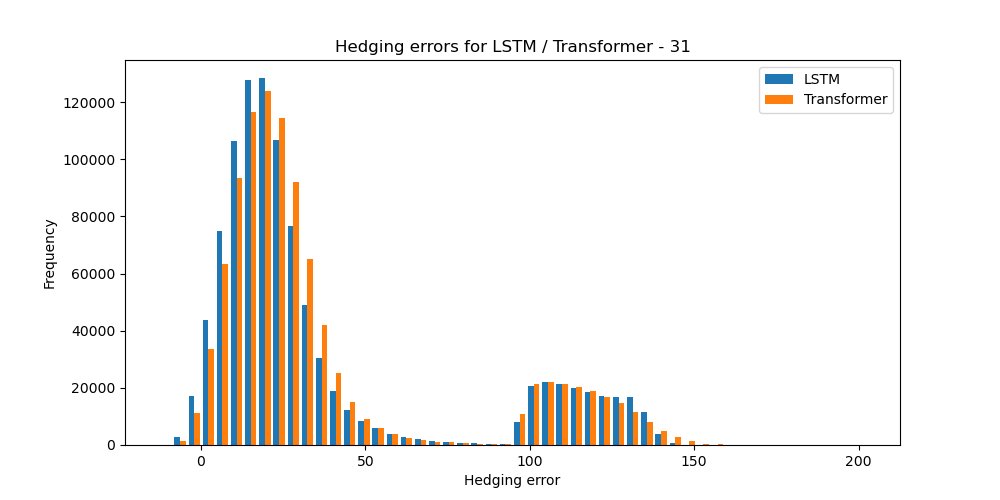 Hedging errors for LSTM / Transformer - 31
LSTM
Transformer
120000
100000
80000
60000
40000
20000
0
Frequency
0
50
100
150
200
Hedging error